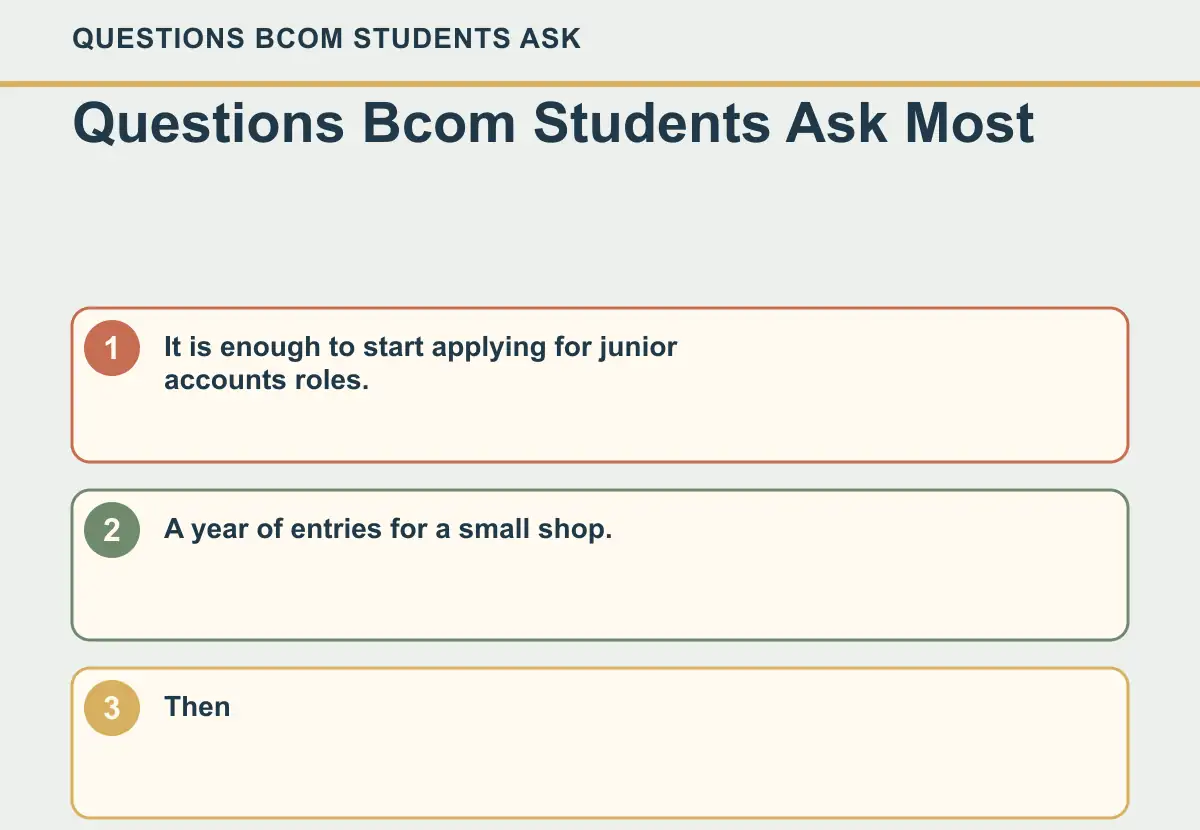 QUESTIONS BCOM STUDENTS ASK
Questions Bcom Students Ask Most
1
It is enough to start applying for junior
accounts roles.
2
A year of entries for a small shop.
3
Then